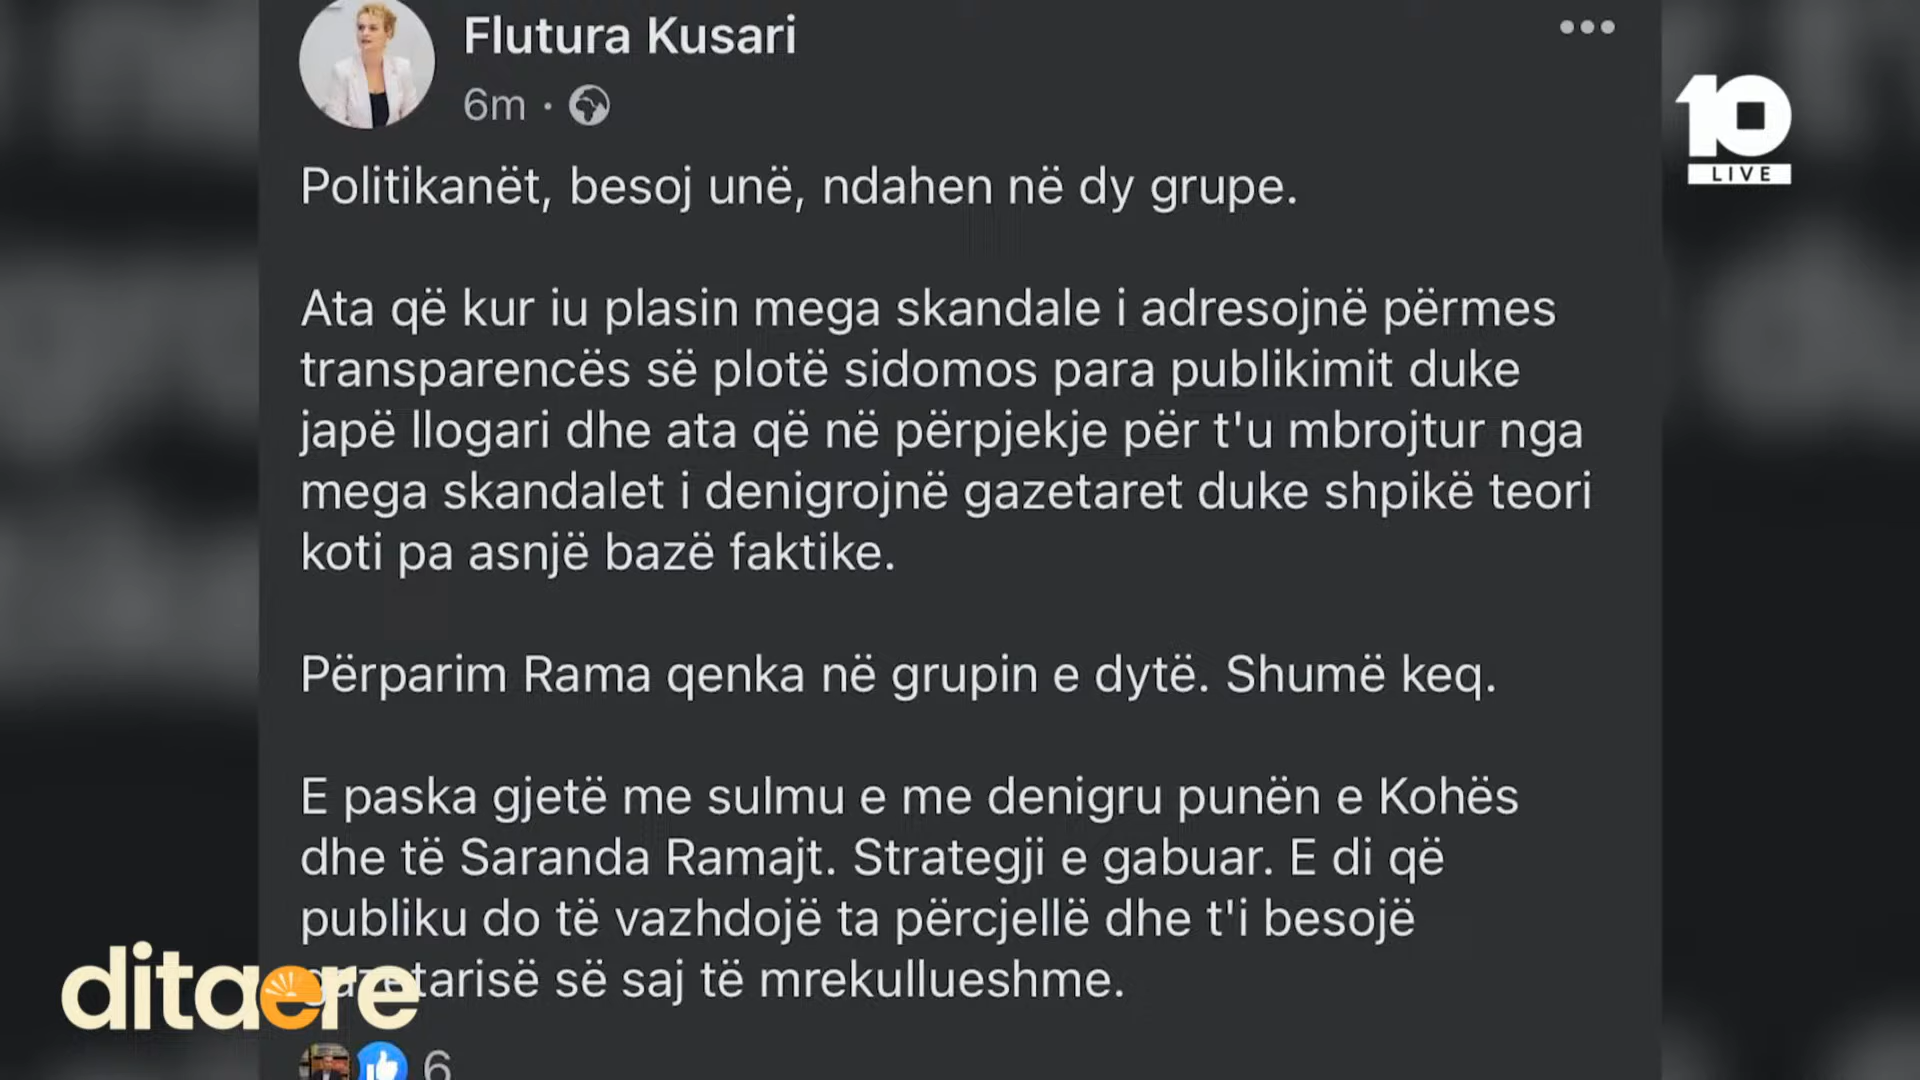 Flutura Kusari
6m ·
10
LIVE
Politikanët, besoj unë, ndahen në dy grupe.
Ata që kur iu plasin mega skandale i adresojnë përmes
transparencës së plotë sidomos para publikimit duke
japë llogari dhe ata që në përpjekje për t'u mbrojtur nga
mega skandalet i denigrojnë gazetaret duke shpikë teori
koti pa asnjë bazë faktike.
Përparim Rama qenka në grupin e dytë. Shumë keq.
E paska gjetë me sulmu e me denigru punën e Kohës
dhe të Saranda Ramajt. Strategji e gabuar. E di që
publiku do të vazhdojë ta përcjellë dhe t'i besojë
gazetarisë së saj të mrekullueshme.
ditaere
6